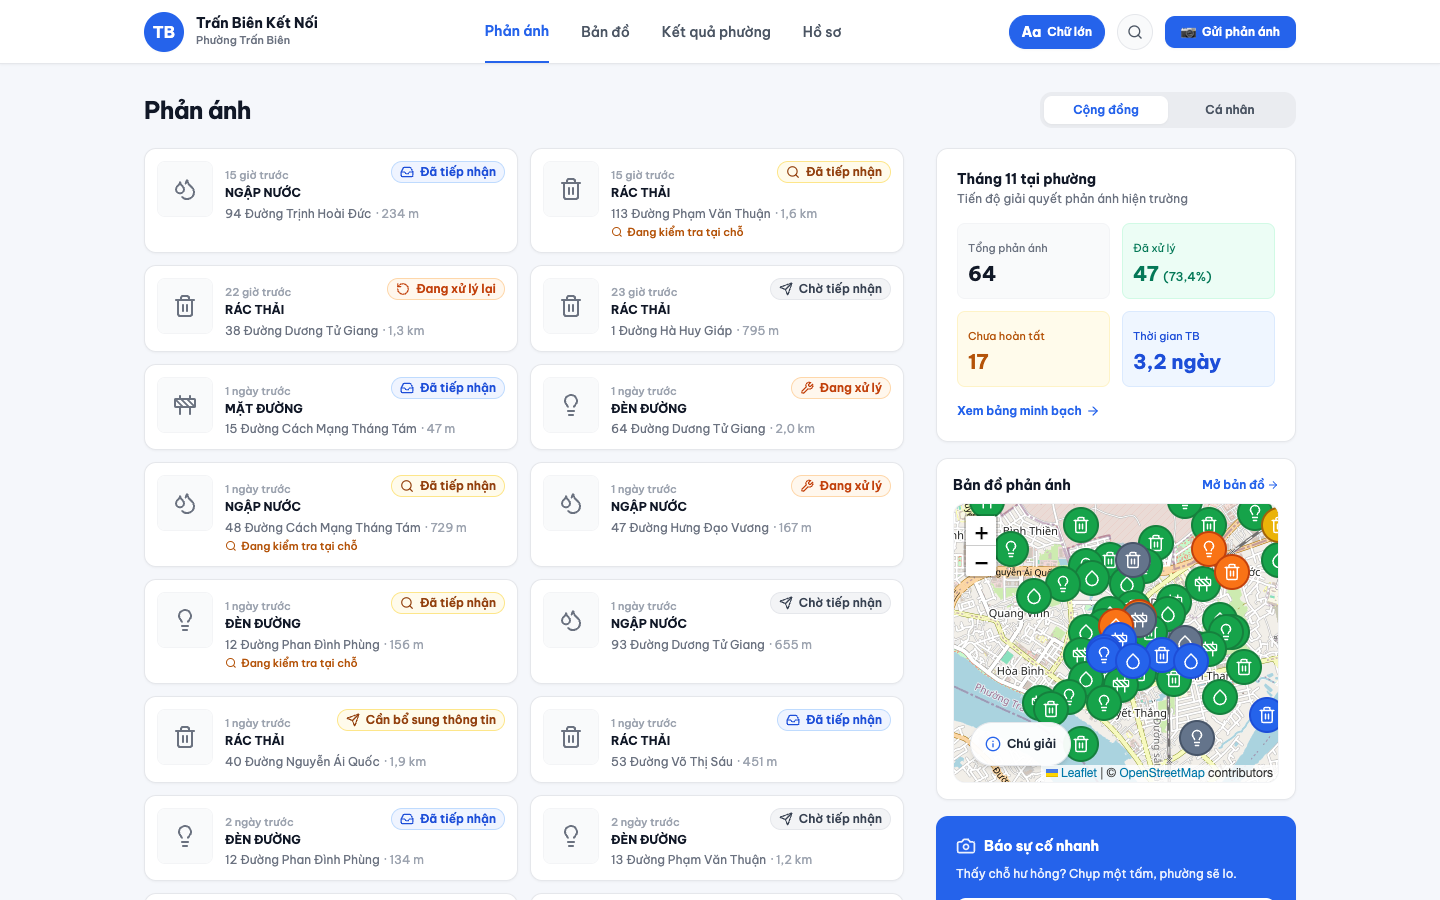 TB
Trấn Biên Kết Nối
Phường Trấn Biên
Phản ánh
Bản đồ
Kết quả phường
Hồ sơ
Aa Chữ lớn
Gửi phản ánh
Phản ánh
Cộng đồng
Cá nhân
15 giờ trước
Đã tiếp nhận
NGẬP NƯỚC
94 Đường Trịnh Hoài Đức · 234 m
15 giờ trước
Đã tiếp nhận
RÁC THẢI
113 Đường Phạm Văn Thuận · 1,6 km
Đang kiểm tra tại chỗ
22 giờ trước
Đang xử lý lại
RÁC THẢI
38 Đường Dương Tử Giang · 1,3 km
23 giờ trước
Chờ tiếp nhận
RÁC THẢI
1 Đường Hà Huy Giáp · 795 m
1 ngày trước
Đã tiếp nhận
MẶT ĐƯỜNG
15 Đường Cách Mạng Tháng Tám · 47 m
1 ngày trước
Đang xử lý
ĐÈN ĐƯỜNG
64 Đường Dương Tử Giang · 2,0 km
1 ngày trước
Đã tiếp nhận
NGẬP NƯỚC
48 Đường Cách Mạng Tháng Tám · 729 m
Đang kiểm tra tại chỗ
1 ngày trước
Đang xử lý
NGẬP NƯỚC
47 Đường Hưng Đạo Vương · 167 m
1 ngày trước
Đã tiếp nhận
ĐÈN ĐƯỜNG
12 Đường Phan Đình Phùng · 156 m
Đang kiểm tra tại chỗ
1 ngày trước
Chờ tiếp nhận
NGẬP NƯỚC
93 Đường Dương Tử Giang · 655 m
1 ngày trước
Cần bổ sung thông tin
RÁC THẢI
40 Đường Nguyễn Ái Quốc · 1,9 km
1 ngày trước
Đã tiếp nhận
RÁC THẢI
53 Đường Võ Thị Sáu · 451 m
2 ngày trước
Đã tiếp nhận
ĐÈN ĐƯỜNG
12 Đường Phan Đình Phùng · 134 m
2 ngày trước
Chờ tiếp nhận
ĐÈN ĐƯỜNG
13 Đường Phạm Văn Thuận · 1,2 km
Tháng 11 tại phường
Tiến độ giải quyết phản ánh hiện trường
Tổng phản ánh
64
Đã xử lý
47 (73,4%)
Chưa hoàn tất
17
Thời gian TB
3,2 ngày
Xem bảng minh bạch →
Bản đồ phản ánh
Mở bản đồ →
+
−
Bình Thiền
Quang Vinh
Hòa Bình
Chú giải
Leaflet | © OpenStreetMap contributors
Báo sự cố nhanh
Thấy chỗ hư hỏng? Chụp một tấm, phường sẽ lo.